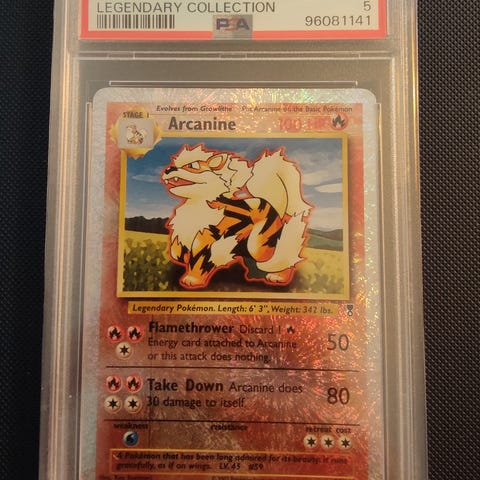 LEGENDARY COLLECTION 5
PSA 96081141
Evolves from Growlithe Put Arcanine on the Basic Pokémon
STAGE 1
Arcanine 100 HP
Legendary Pokémon. Length: 6' 3", Weight: 342 lbs.
Flamethrower Discard 1
Energy card attached to Arcanine
or this attack does nothing.
50
Take Down Arcanine does
30 damage to itself.
80
weakness resistance retreat cost
A Pokémon that has been long admired for its beauty. It runs
gracefully, as if on wings. LV. 45 #59